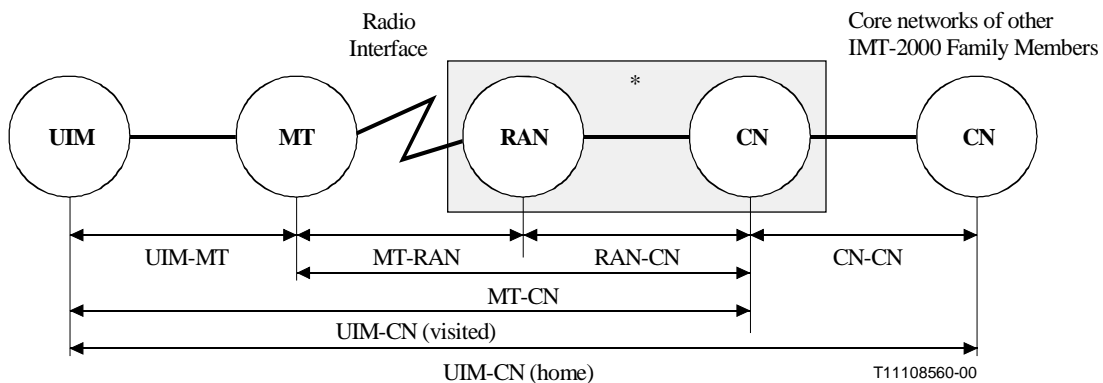 Radio
Interface
Core networks of other
IMT-2000 Family Members
*
UIM
MT
RAN
CN
CN
UIM-MT
MT-RAN
RAN-CN
CN-CN
MT-CN
UIM-CN (visited)
UIM-CN (home)
T11108560-00